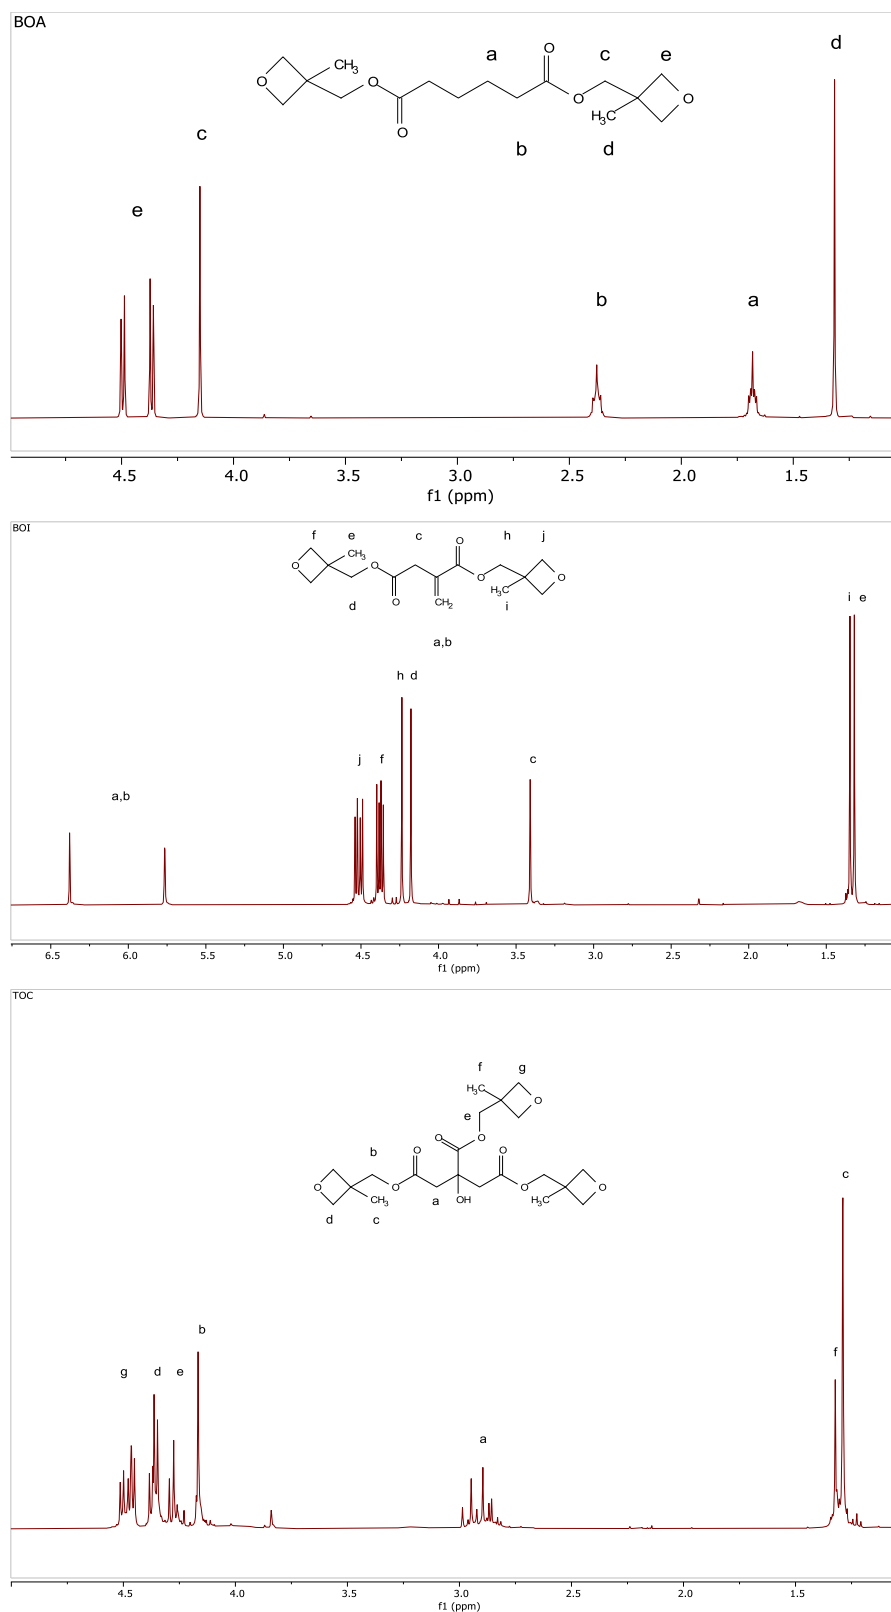 BOA
a c e d
O CH3 O O
O O O
H3C
b d
c
e
b a
4.5 4.0 3.5 3.0 2.5 2.0 1.5
f1 (ppm)
BOI
f e c h j
O CH3 O O
O CH2 O H3C O
d i
i e
a,b
h d
j f c
a,b
6.5 6.0 5.5 5.0 4.5 4.0 3.5 3.0 2.5 2.0 1.5
f1 (ppm)
TOC
f g
H3C O
e
O O
b O O c
O O OH O O
CH3 a H3C
d c
b f
g d e
a
4.5 4.0 3.5 3.0 2.5 2.0 1.5
f1 (ppm)